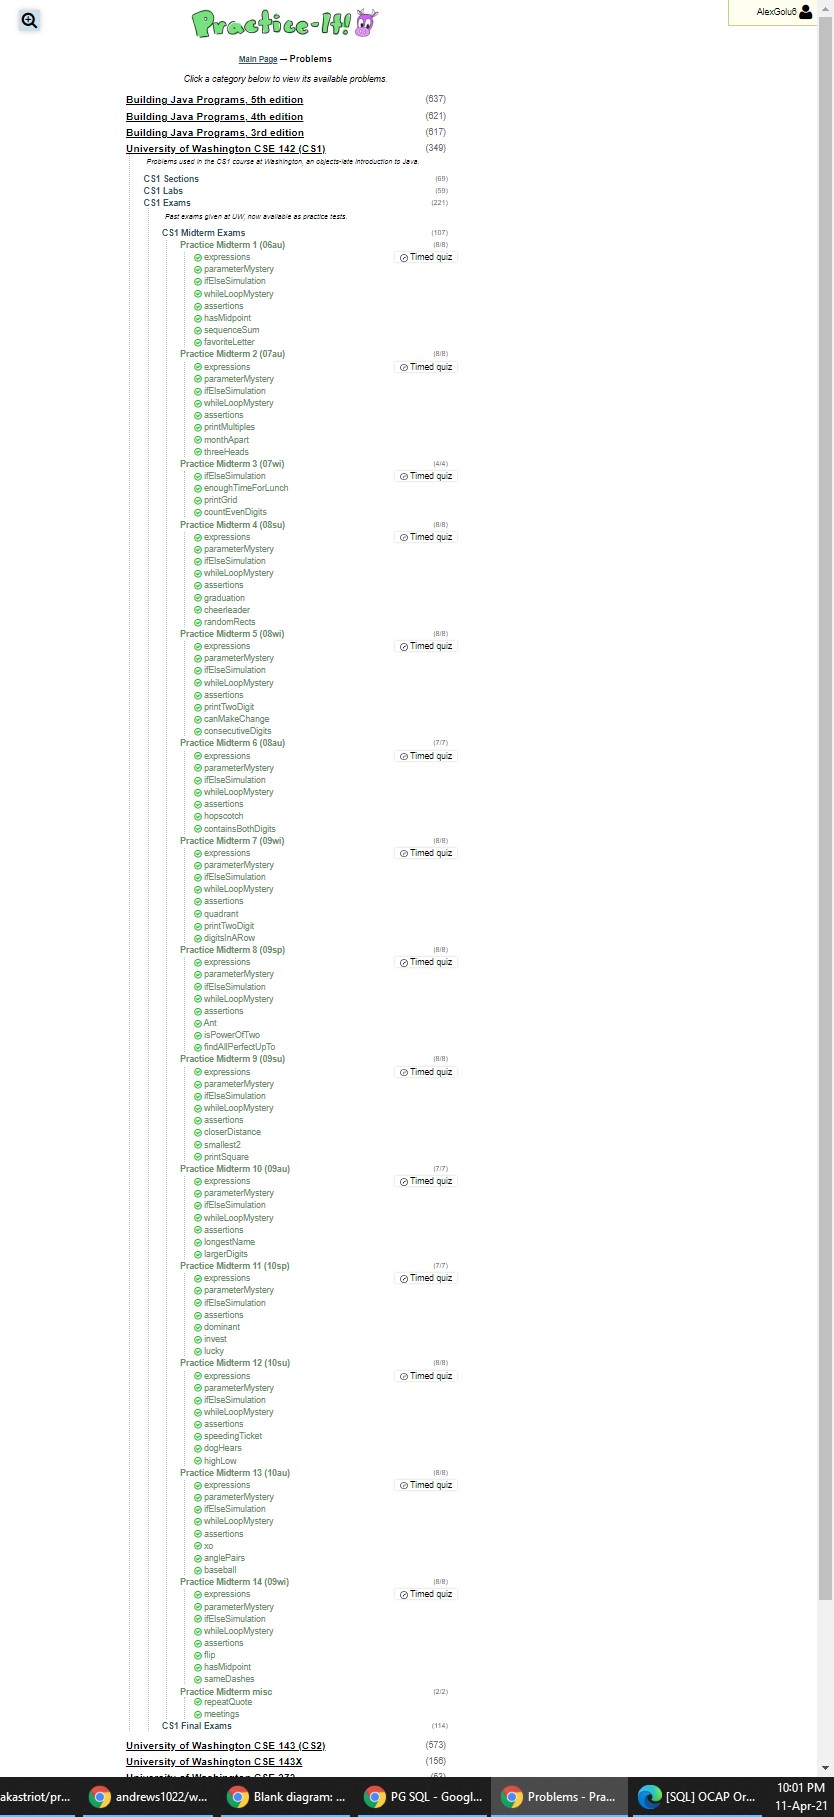 Practice-It!
AlexGolu6
Main Page → Problems
Click a category below to view its available problems.
Building Java Programs, 5th edition (637)
Building Java Programs, 4th edition (621)
Building Java Programs, 3rd edition (617)
University of Washington CSE 142 (CS1) (349)
Problems used in the CS1 course at Washington, an objects-late introduction to Java.
CS1 Sections (69)
CS1 Labs (59)
CS1 Exams (221)
Past exams given at UW, now available as practice tests.
CS1 Midterm Exams (107)
Practice Midterm 1 (06au) (8/8)
expressions Timed quiz
parameterMystery
ifElseSimulation
whileLoopMystery
assertions
hasMidpoint
sequenceSum
favoriteLetter
Practice Midterm 2 (07au) (8/8)
expressions Timed quiz
parameterMystery
ifElseSimulation
whileLoopMystery
assertions
printMultiples
monthApart
threeHeads
Practice Midterm 3 (07wi) (4/4)
ifElseSimulation Timed quiz
enoughTimeForLunch
printGrid
countEvenDigits
Practice Midterm 4 (08su) (8/8)
expressions Timed quiz
parameterMystery
ifElseSimulation
whileLoopMystery
assertions
graduation
cheerleader
randomRects
Practice Midterm 5 (08wi) (8/8)
expressions Timed quiz
parameterMystery
ifElseSimulation
whileLoopMystery
assertions
printTwoDigit
canMakeChange
consecutiveDigits
Practice Midterm 6 (08au) (7/7)
expressions Timed quiz
parameterMystery
ifElseSimulation
whileLoopMystery
assertions
hopscotch
containsBothDigits
Practice Midterm 7 (09wi) (8/8)
expressions Timed quiz
parameterMystery
ifElseSimulation
whileLoopMystery
assertions
quadrant
printTwoDigit
digitsInARow
Practice Midterm 8 (09sp) (8/8)
expressions Timed quiz
parameterMystery
ifElseSimulation
whileLoopMystery
assertions
Ant
isPowerOfTwo
findAllPerfectUpTo
Practice Midterm 9 (09su) (8/8)
expressions Timed quiz
parameterMystery
ifElseSimulation
whileLoopMystery
assertions
closerDistance
smallest2
printSquare
Practice Midterm 10 (09au) (7/7)
expressions Timed quiz
parameterMystery
ifElseSimulation
whileLoopMystery
assertions
longestName
largerDigits
Practice Midterm 11 (10sp) (7/7)
expressions Timed quiz
parameterMystery
ifElseSimulation
assertions
dominant
invest
lucky
Practice Midterm 12 (10su) (8/8)
expressions Timed quiz
parameterMystery
ifElseSimulation
whileLoopMystery
assertions
speedingTicket
dogHears
highLow
Practice Midterm 13 (10au) (8/8)
expressions Timed quiz
parameterMystery
ifElseSimulation
whileLoopMystery
assertions
xo
anglePairs
baseball
Practice Midterm 14 (09wi) (8/8)
expressions Timed quiz
parameterMystery
ifElseSimulation
whileLoopMystery
assertions
flip
hasMidpoint
sameDashes
Practice Midterm misc (2/2)
repeatQuote
meetings
CS1 Final Exams (114)
University of Washington CSE 143 (CS2) (573)
University of Washington CSE 143X (156)
akastriot/pr... andrews1022/w... Blank diagram: ... PG SQL - Googl... Problems - Pra... [SQL] OCAP Or... 10:01 PM
11-Apr-21